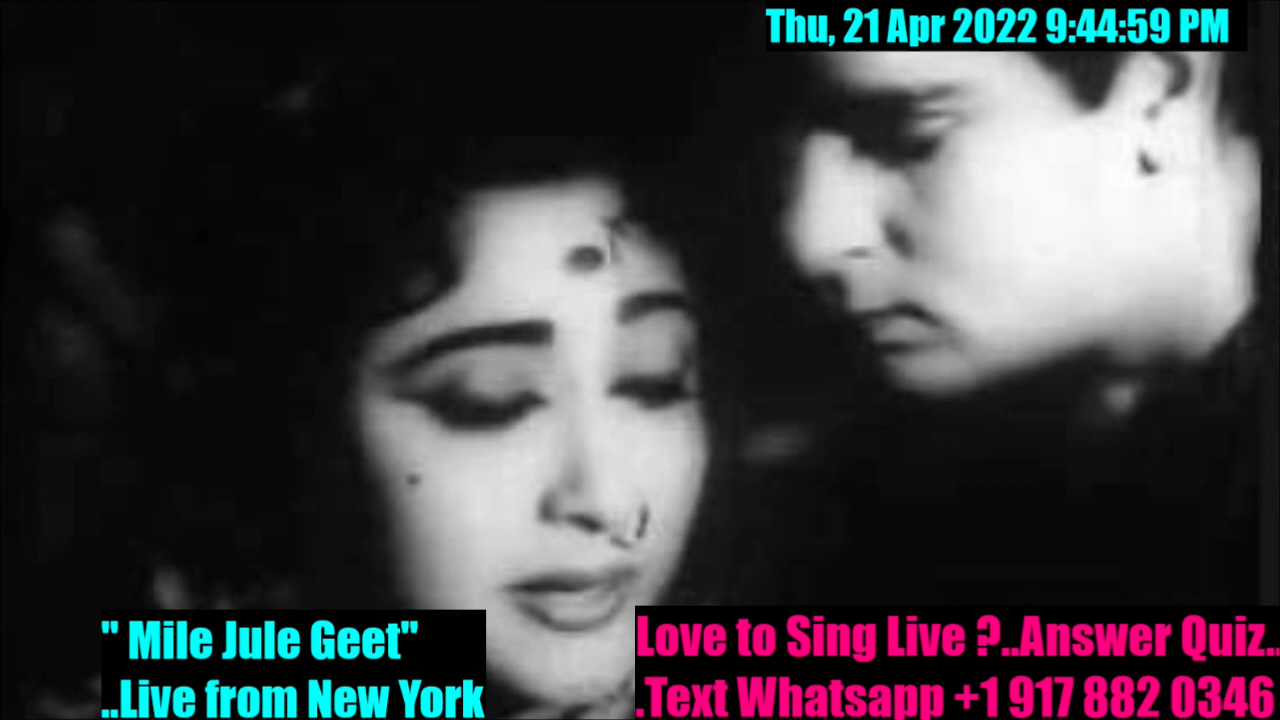 Thu, 21 Apr 2022 9:44:59 PM
" Mile Jule Geet"
..Live from New York
Love to Sing Live ?..Answer Quiz..
.Text Whatsapp +1 917 882 0346